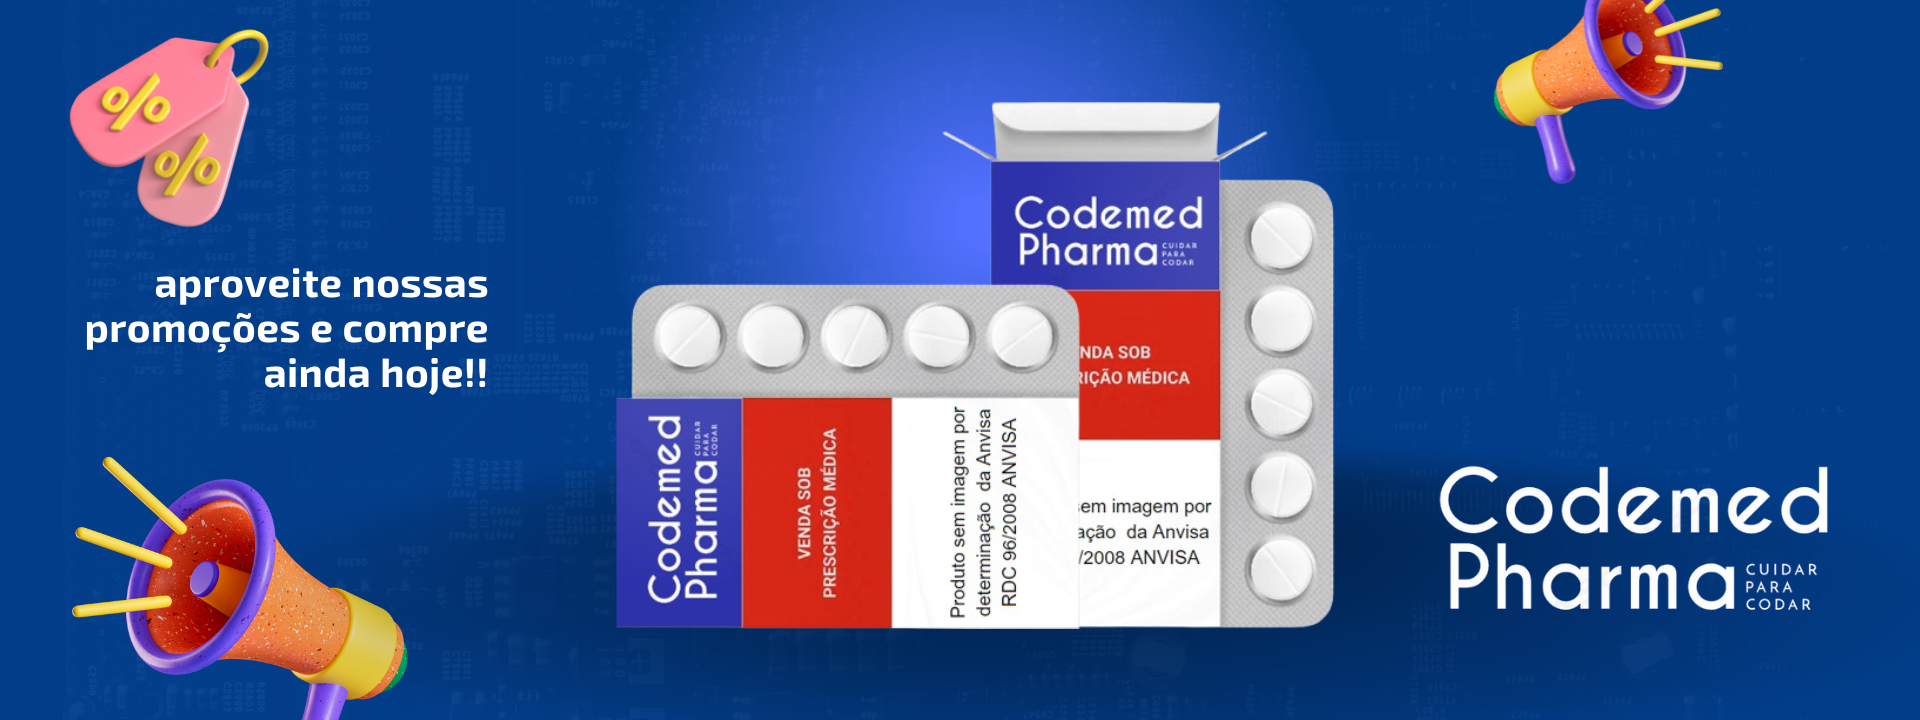 %
%
aproveite nossas
promoções e compre
ainda hoje!!
Codemed
Pharma
CUIDAR
PARA
CODAR
NDA SOB
RIÇÃO MÉDICA
sem imagem por
ação da Anvisa
/2008 ANVISA
Codemed
Pharma
CUIDAR
PARA
CODAR
VENDA SOB
PRESCRIÇÃO MÉDICA
Produto sem imagem por
determinação da Anvisa
RDC 96/2008 ANVISA
Codemed
Pharma
CUIDAR
PARA
CODAR